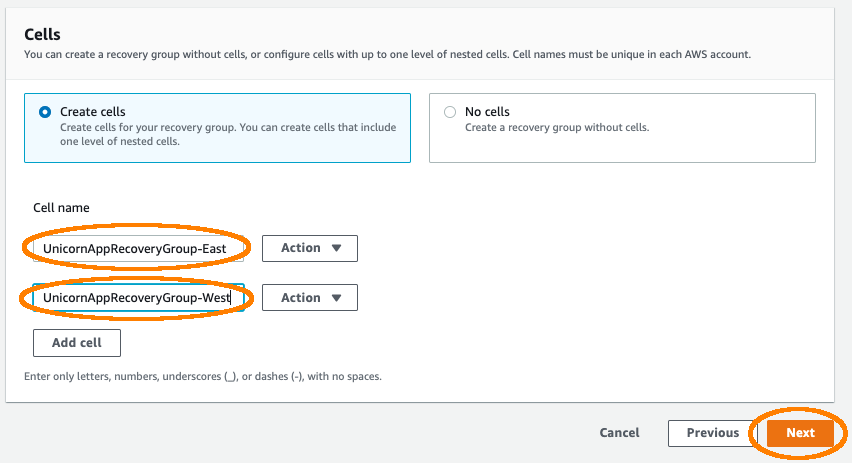 Cells
You can create a recovery group without cells, or configure cells with up to one level of nested cells. Cell names must be unique in each AWS account.
Create cells
Create cells for your recovery group. You can create cells that include
one level of nested cells.
No cells
Create a recovery group without cells.
Cell name
UnicornAppRecoveryGroup-East
Action
UnicornAppRecoveryGroup-West
Action
Add cell
Enter only letters, numbers, underscores (_), or dashes (-), with no spaces.
Cancel
Previous
Next